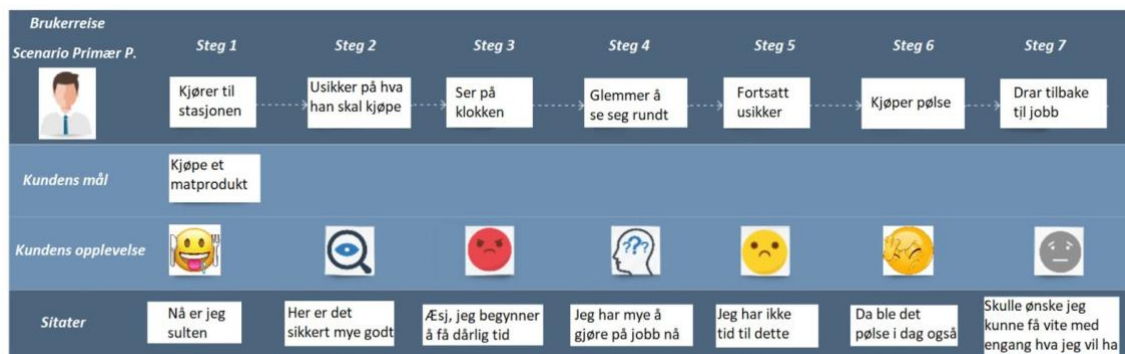 Brukerreise
Scenario Primær P.
Steg 1
Steg 2
Steg 3
Steg 4
Steg 5
Steg 6
Steg 7
Kjører til
stasjonen
Usikker på hva
han skal kjøpe
Ser på
klokken
Glemmer å
se seg rundt
Fortsatt
usikker
Kjøper pølse
Drar tilbake
til jobb
Kundens mål
Kjøpe et
matprodukt
Kundens opplevelse
???
Sitater
Nå er jeg
sulten
Her er det
sikkert mye godt
Æsj, jeg begynner
å få dårlig tid
Jeg har mye å
gjøre på jobb nå
Jeg har ikke
tid til dette
Da ble det
pølse i dag også
Skulle ønske jeg
kunne få vite med
engang hva jeg vil ha